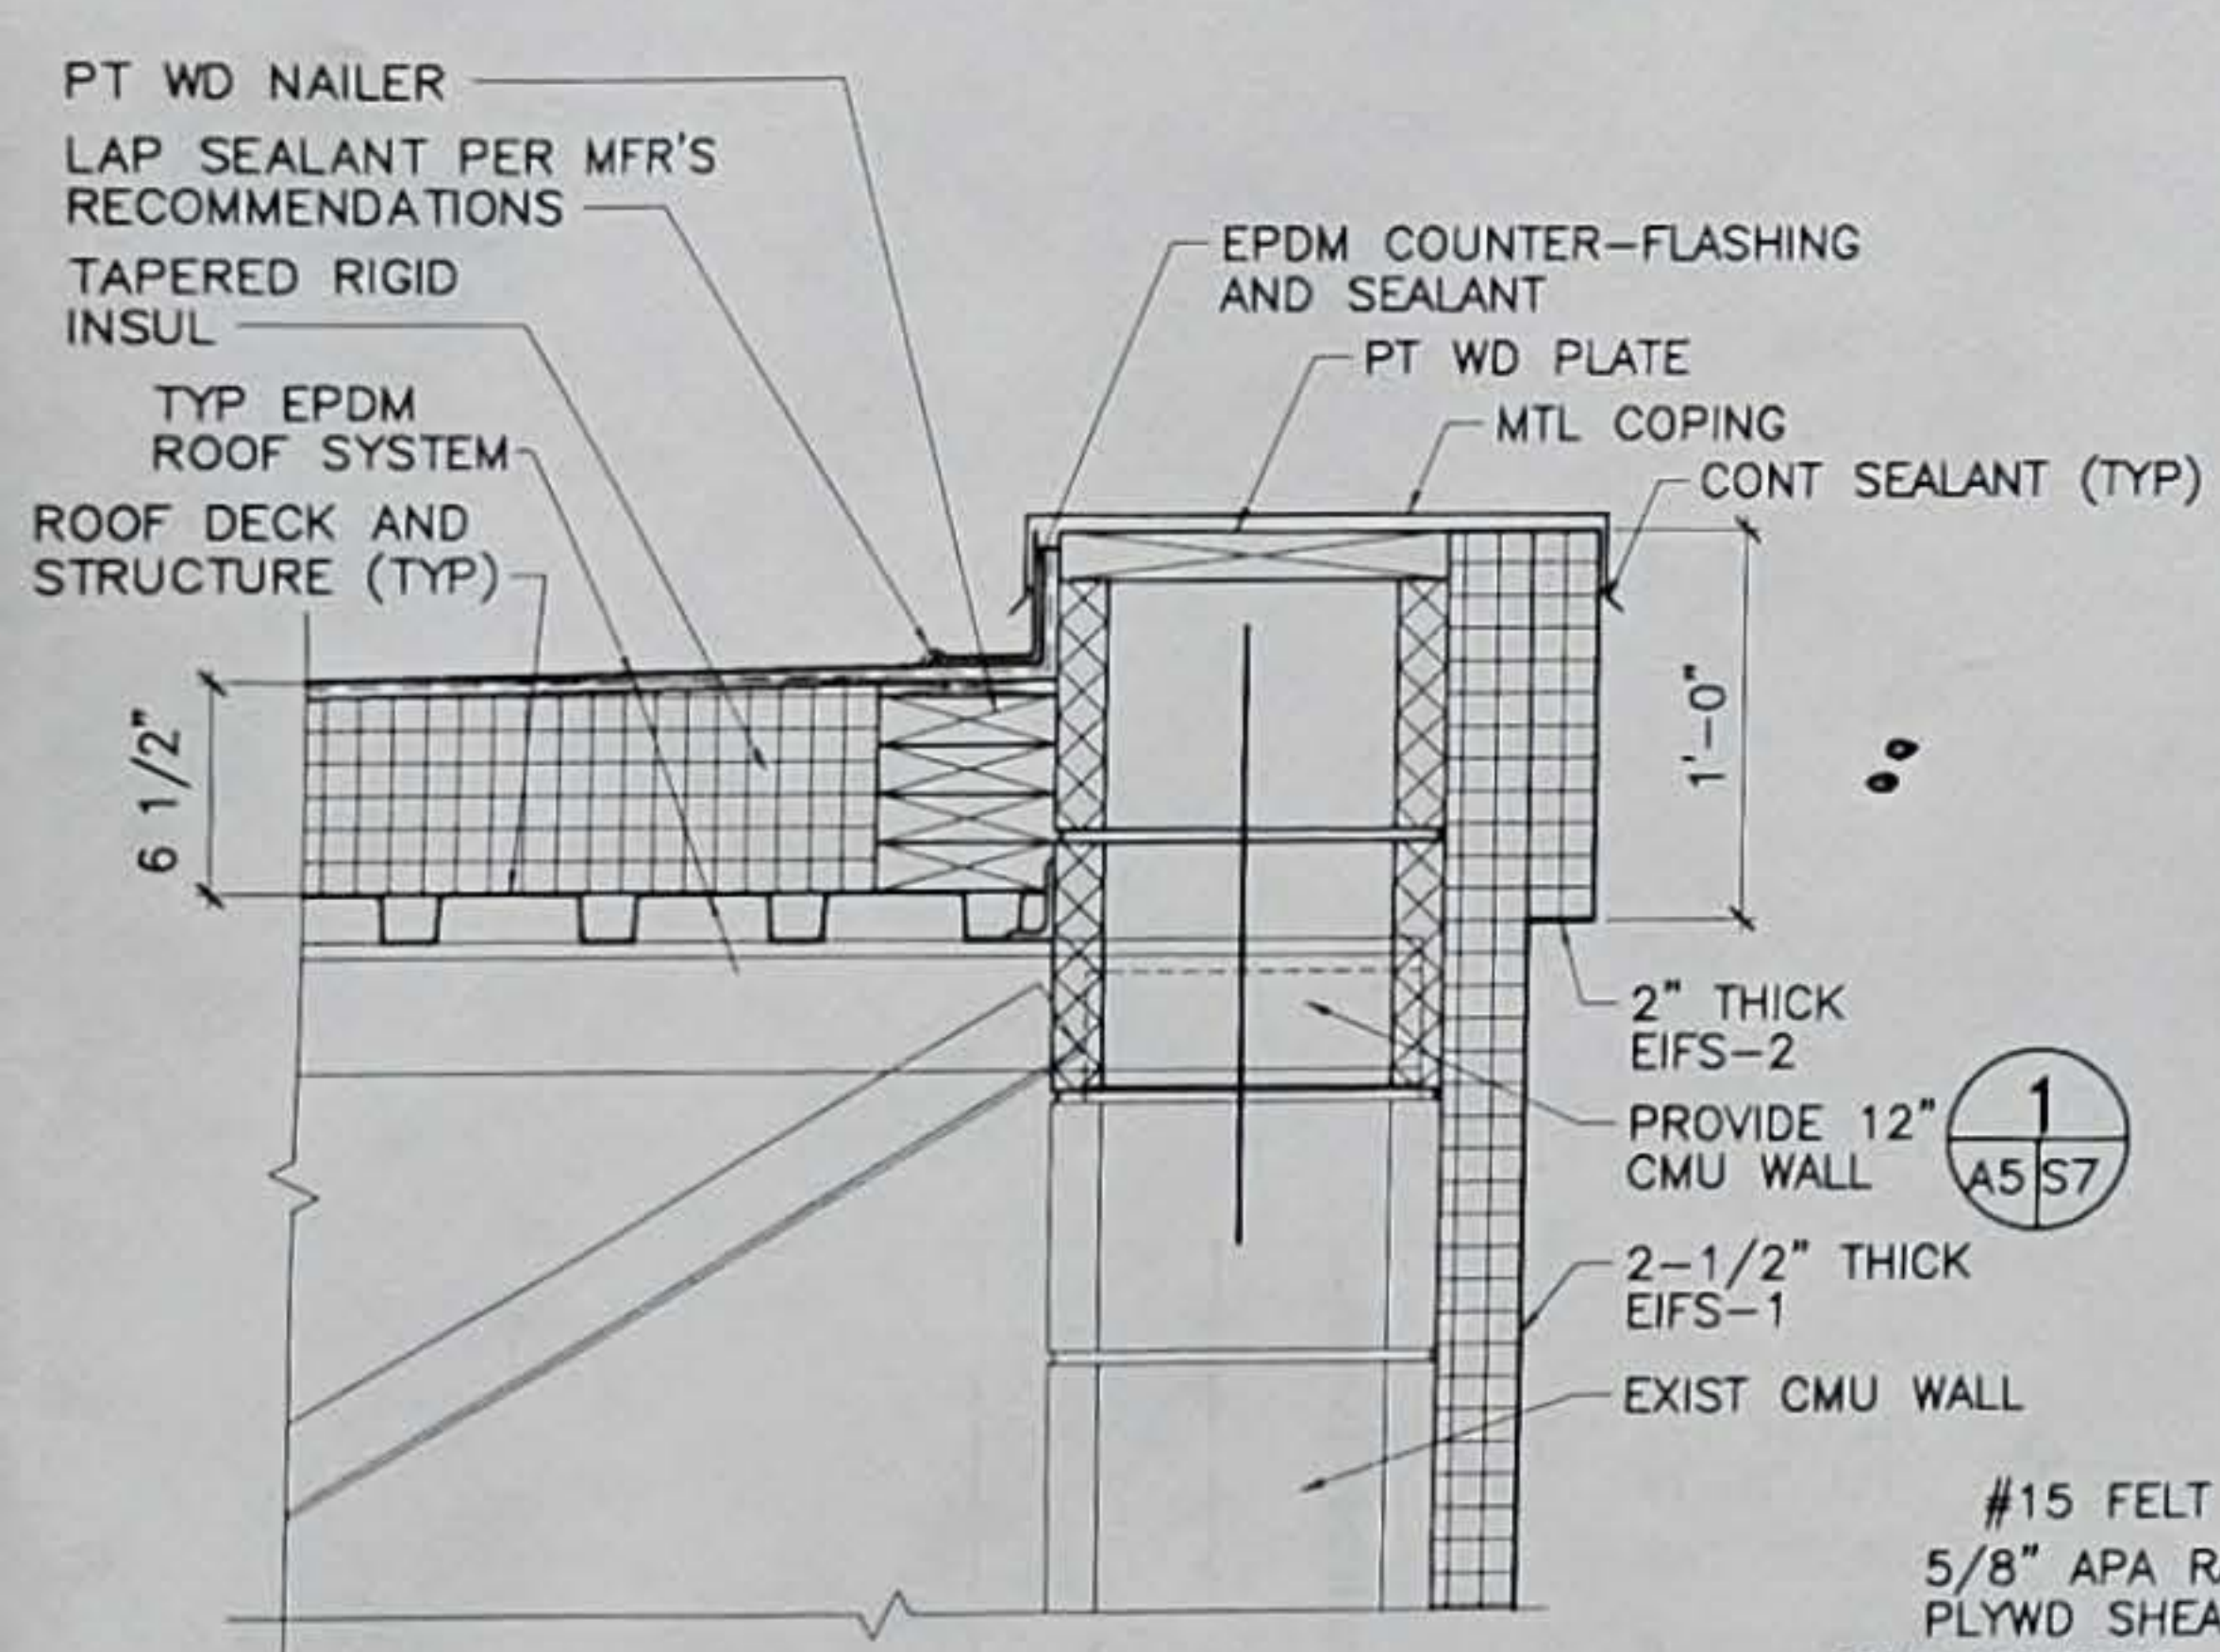 PT WD NAILER
LAP SEALANT PER MFR'S
RECOMMENDATIONS
TAPERED RIGID
INSUL
TYP EPDM
ROOF SYSTEM
ROOF DECK AND
STRUCTURE (TYP)
6 1/2"
EPDM COUNTER-FLASHING
AND SEALANT
PT WD PLATE
MTL COPING
CONT SEALANT (TYP)
1'-0"
2" THICK
EIFS-2
PROVIDE 12"
CMU WALL
1
A5 S7
2-1/2" THICK
EIFS-1
EXIST CMU WALL
#15 FELT
5/8" APA
PLYWD